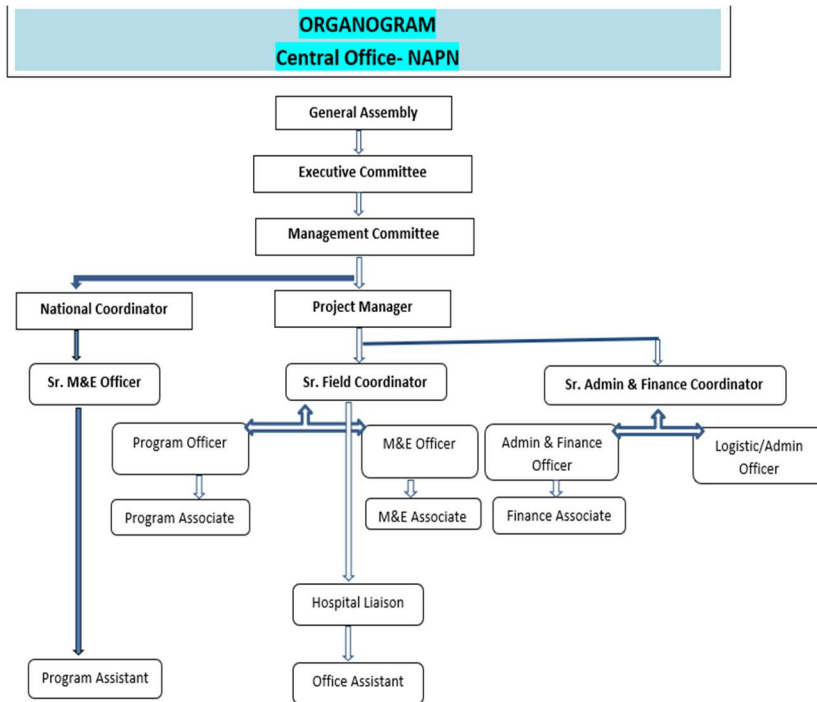 ORGANOGRAM
Central Office- NAPN
General Assembly
Executive Committee
Management Committee
National Coordinator
Project Manager
Sr. M&E Officer
Sr. Field Coordinator
Sr. Admin & Finance Coordinator
Program Officer
M&E Officer
Admin & Finance
Officer
Logistic/Admin
Officer
Program Associate
M&E Associate
Finance Associate
Hospital Liaison
Program Assistant
Office Assistant